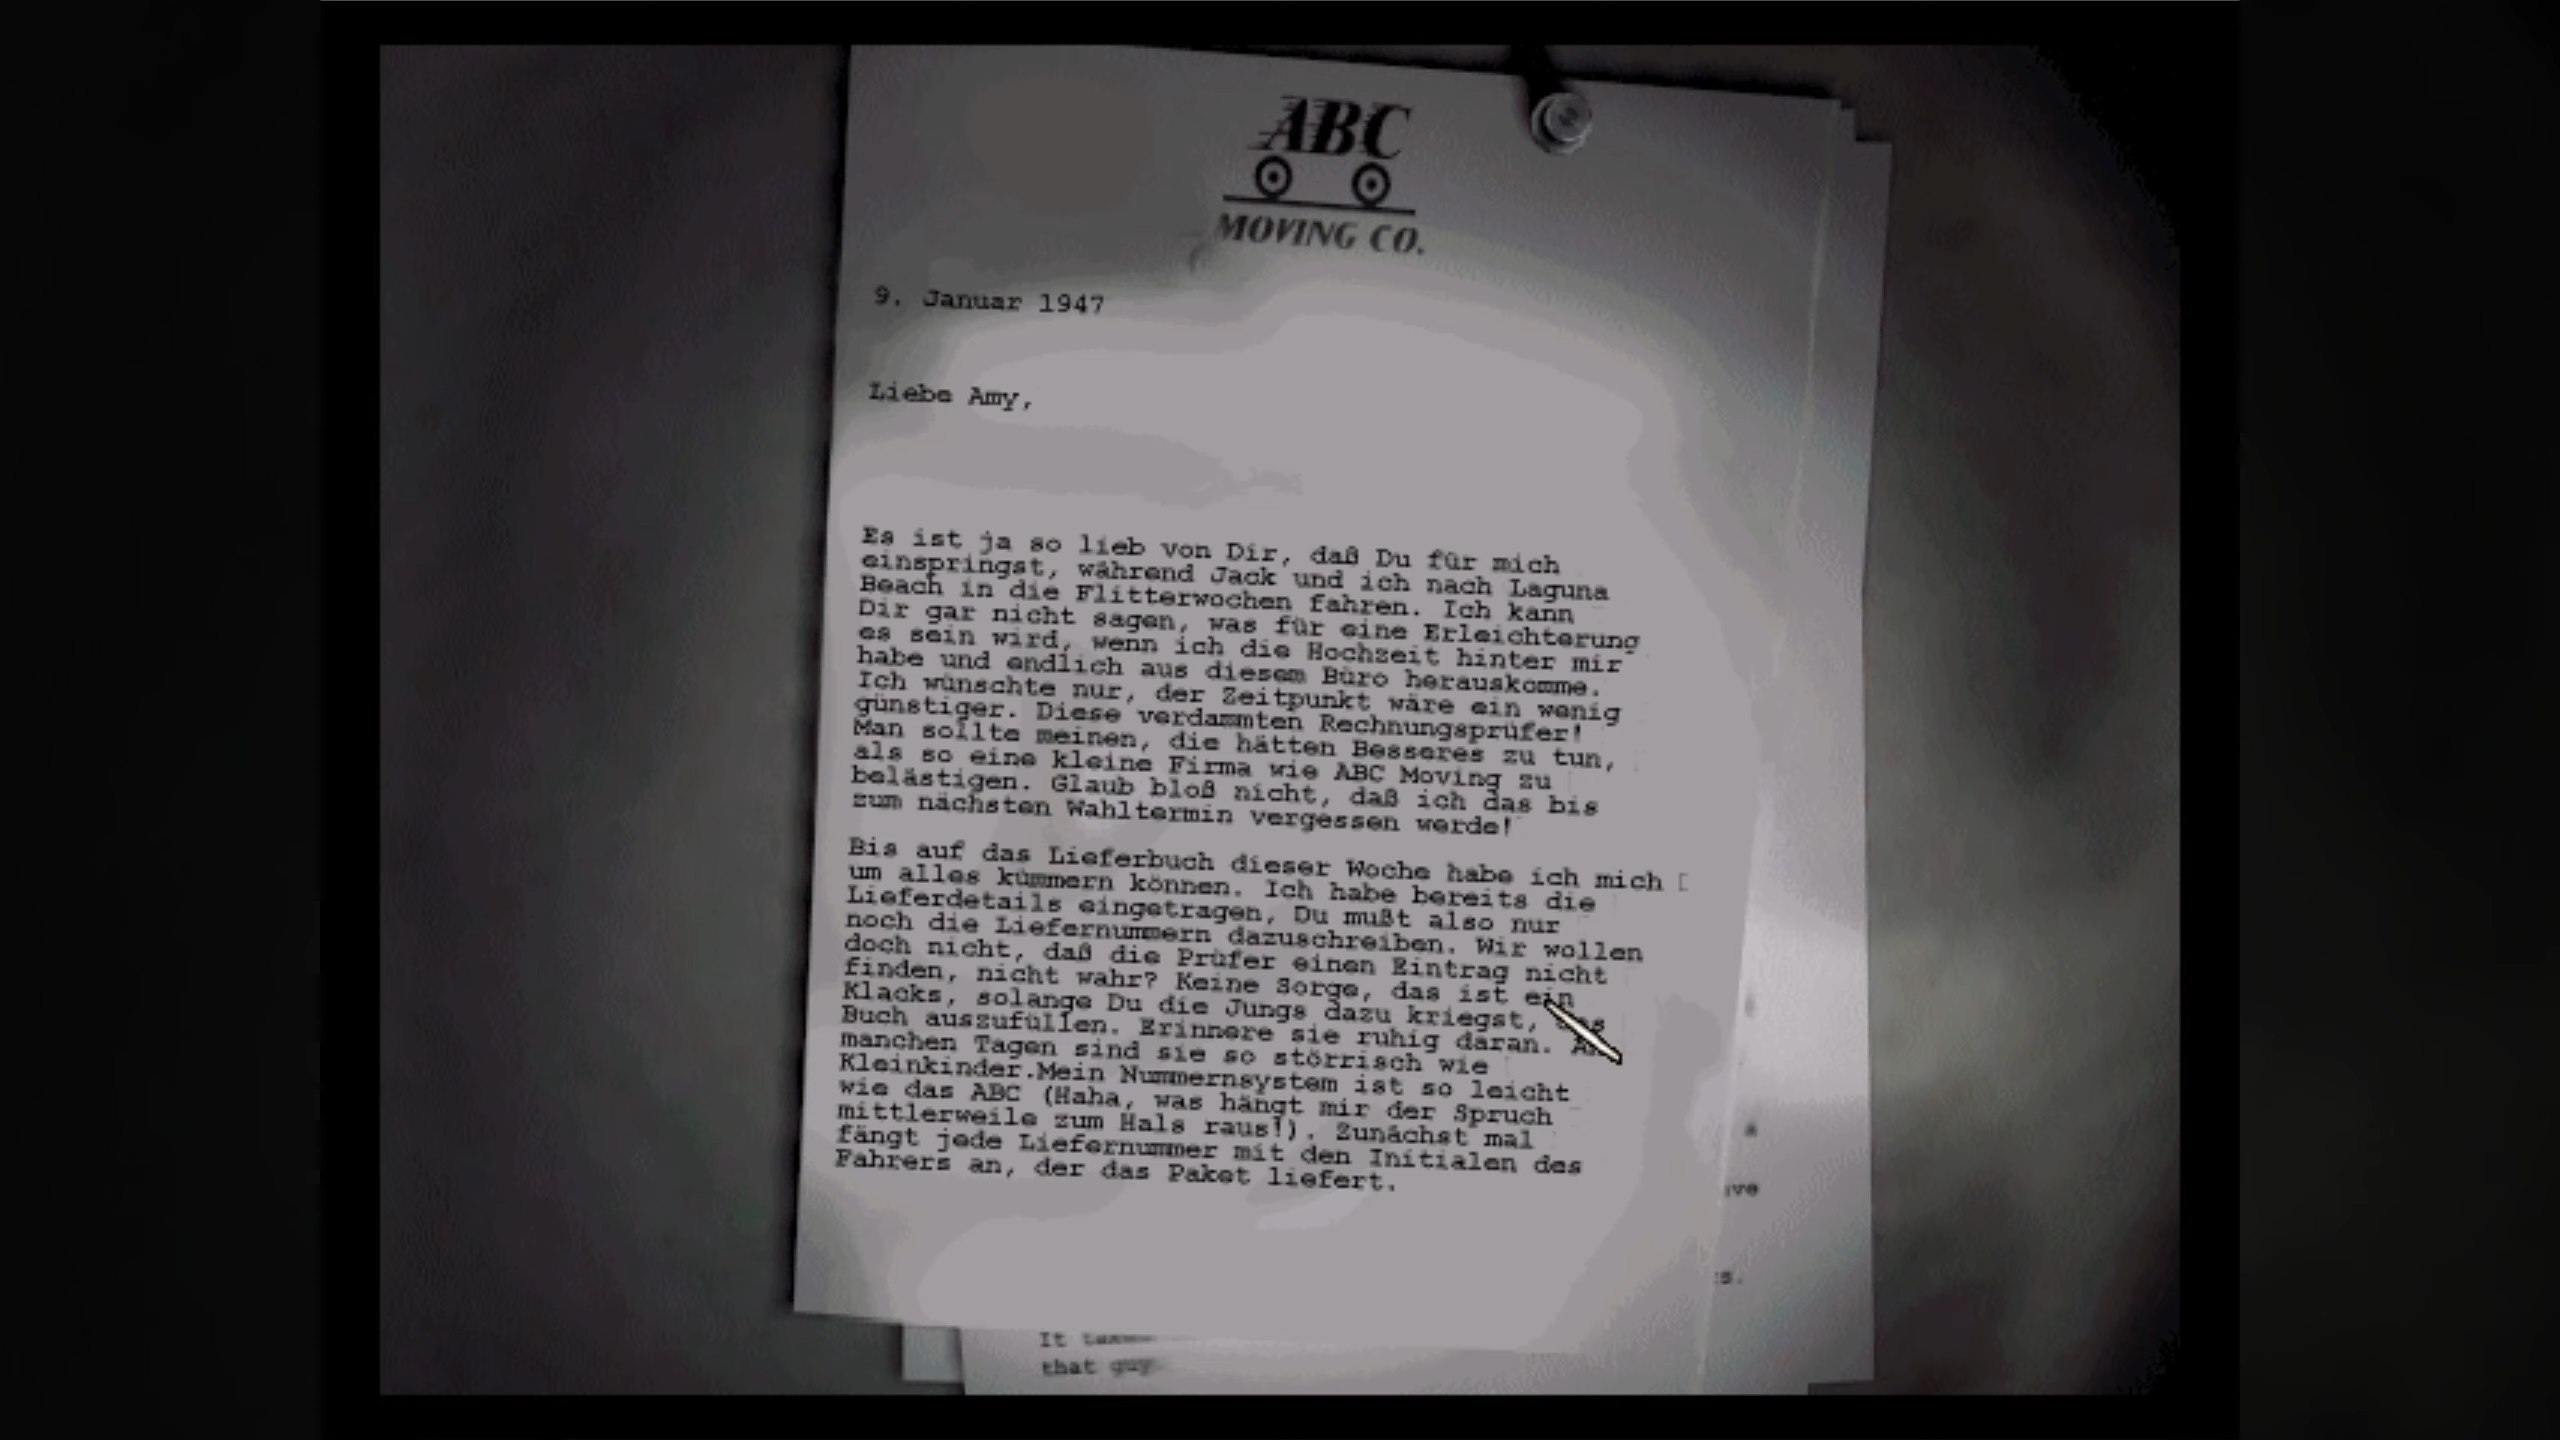 ABC
MOVING CO.
9. Januar 1947
Liebe Amy,
Es ist ja so lieb von Dir, daß Du für mich
einspringst, während Jack und ich nach Laguna
Beach in die Flitterwochen fahren. Ich kann
Dir gar nicht sagen, was für eine Erleichterung
es sein wird, wenn ich die Hochzeit hinter mir
habe und endlich aus diesem Büro herauskomme.
Ich wünschte nur, der Zeitpunkt wäre ein wenig
günstiger. Diese verdammten Rechnungsprüfer!
Man sollte meinen, die hätten Besseres zu tun,
als so eine kleine Firma wie ABC Moving zu
belästigen. Glaub bloß nicht, daß ich das bis
zum nächsten Wahltermin vergessen werde!
Bis auf das Lieferbuch dieser Woche habe ich mich
um alles kümmern können. Ich habe bereits die
Lieferdetails eingetragen, Du mußt also nur
noch die Liefernummern dazuschreiben. Wir wollen
doch nicht, daß die Prüfer einen Eintrag nicht
finden, nicht wahr? Keine Sorge, das ist ein
Klacks, solange Du die Jungs dazu kriegst, das
Buch auszufüllen. Erinnere sie ruhig daran. An
manchen Tagen sind sie so störrisch wie
Kleinkinder.Mein Nummernsystem ist so leicht
wie das ABC (Haha, was hängt mir der Spruch
mittlerweile zum Hals raus!). Zunächst mal
fängt jede Liefernummer mit den Initialen des
Fahrers an, der das Paket liefert.
It
that guy